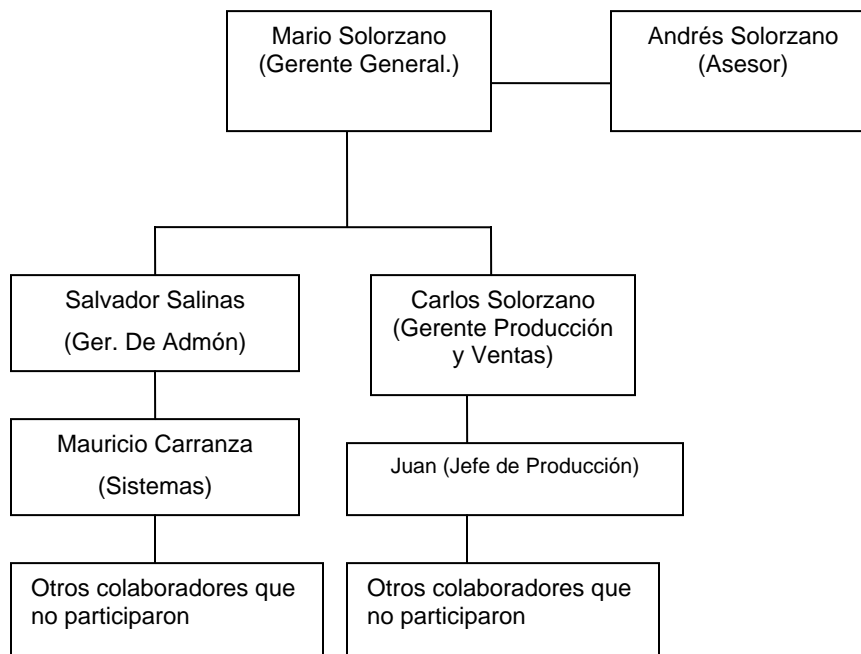 Mario Solorzano
(Gerente General.)
Andrés Solorzano
(Asesor)
Salvador Salinas
(Ger. De Admón)
Carlos Solorzano
(Gerente Producción
y Ventas)
Mauricio Carranza
(Sistemas)
Juan (Jefe de Producción)
Otros colaboradores que
no participaron
Otros colaboradores que
no participaron